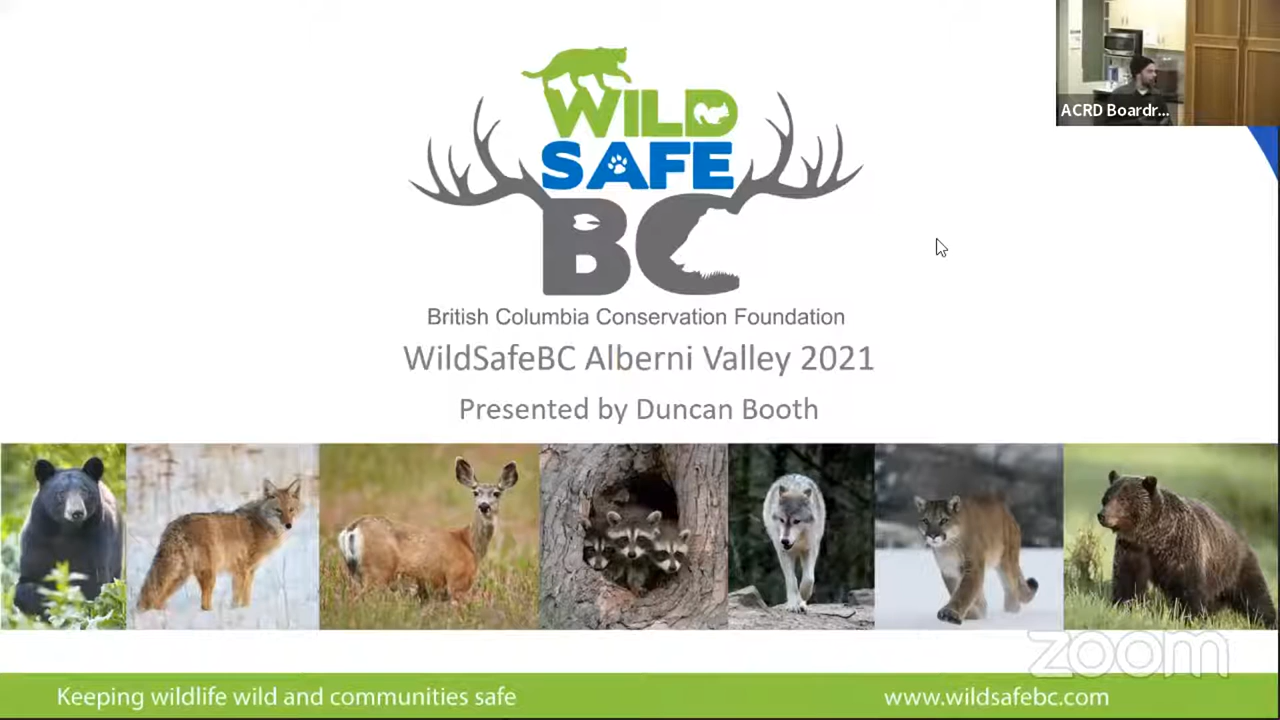 WILD
SAFE
BC
British Columbia Conservation Foundation
WildSafeBC Alberni Valley 2021
Presented by Duncan Booth
ACRD Boardr...
zoom
Keeping wildlife wild and communities safe
www.wildsafebc.com